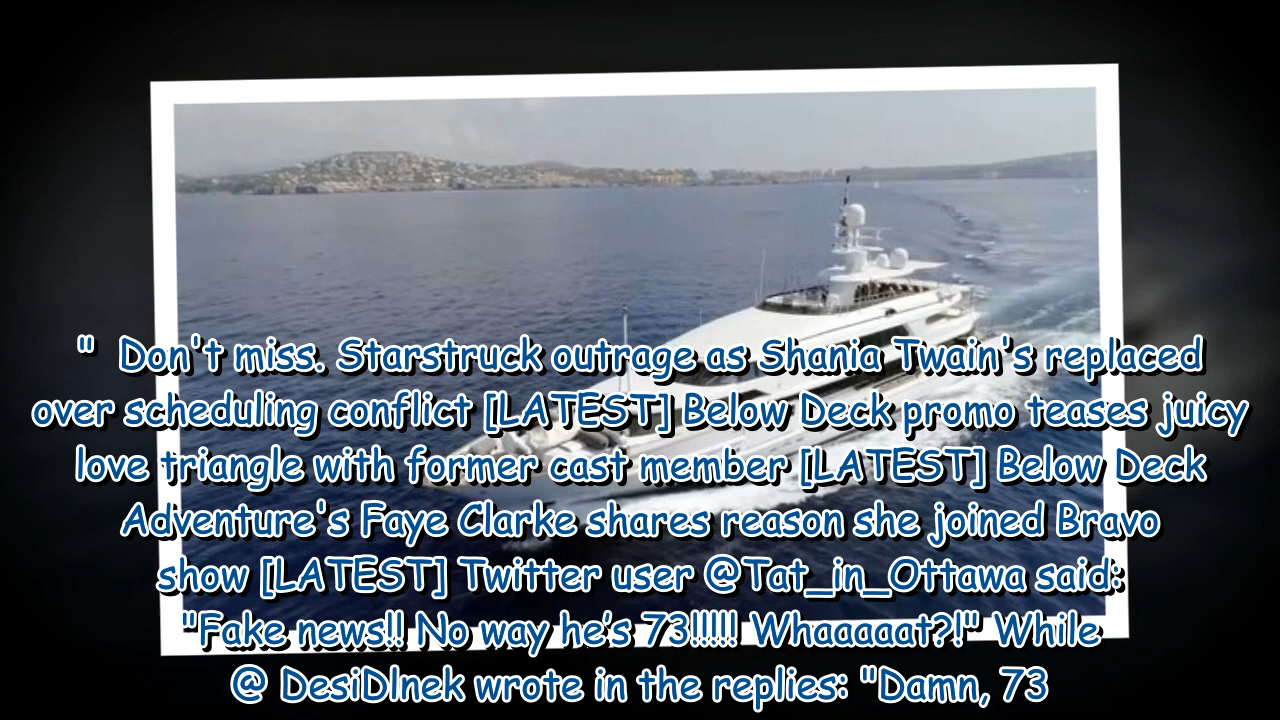 "  Don't miss. Starstruck outrage as Shania Twain's replaced
over scheduling conflict [LATEST] Below Deck promo teases juicy
love triangle with former cast member [LATEST] Below Deck
Adventure's Faye Clarke shares reason she joined Bravo
show [LATEST] Twitter user @Tat_in_Ottawa said:
"Fake news!! No way he’s 73!!!!! Whaaaaat?!" While
@ DesiDlnek wrote in the replies: "Damn, 73